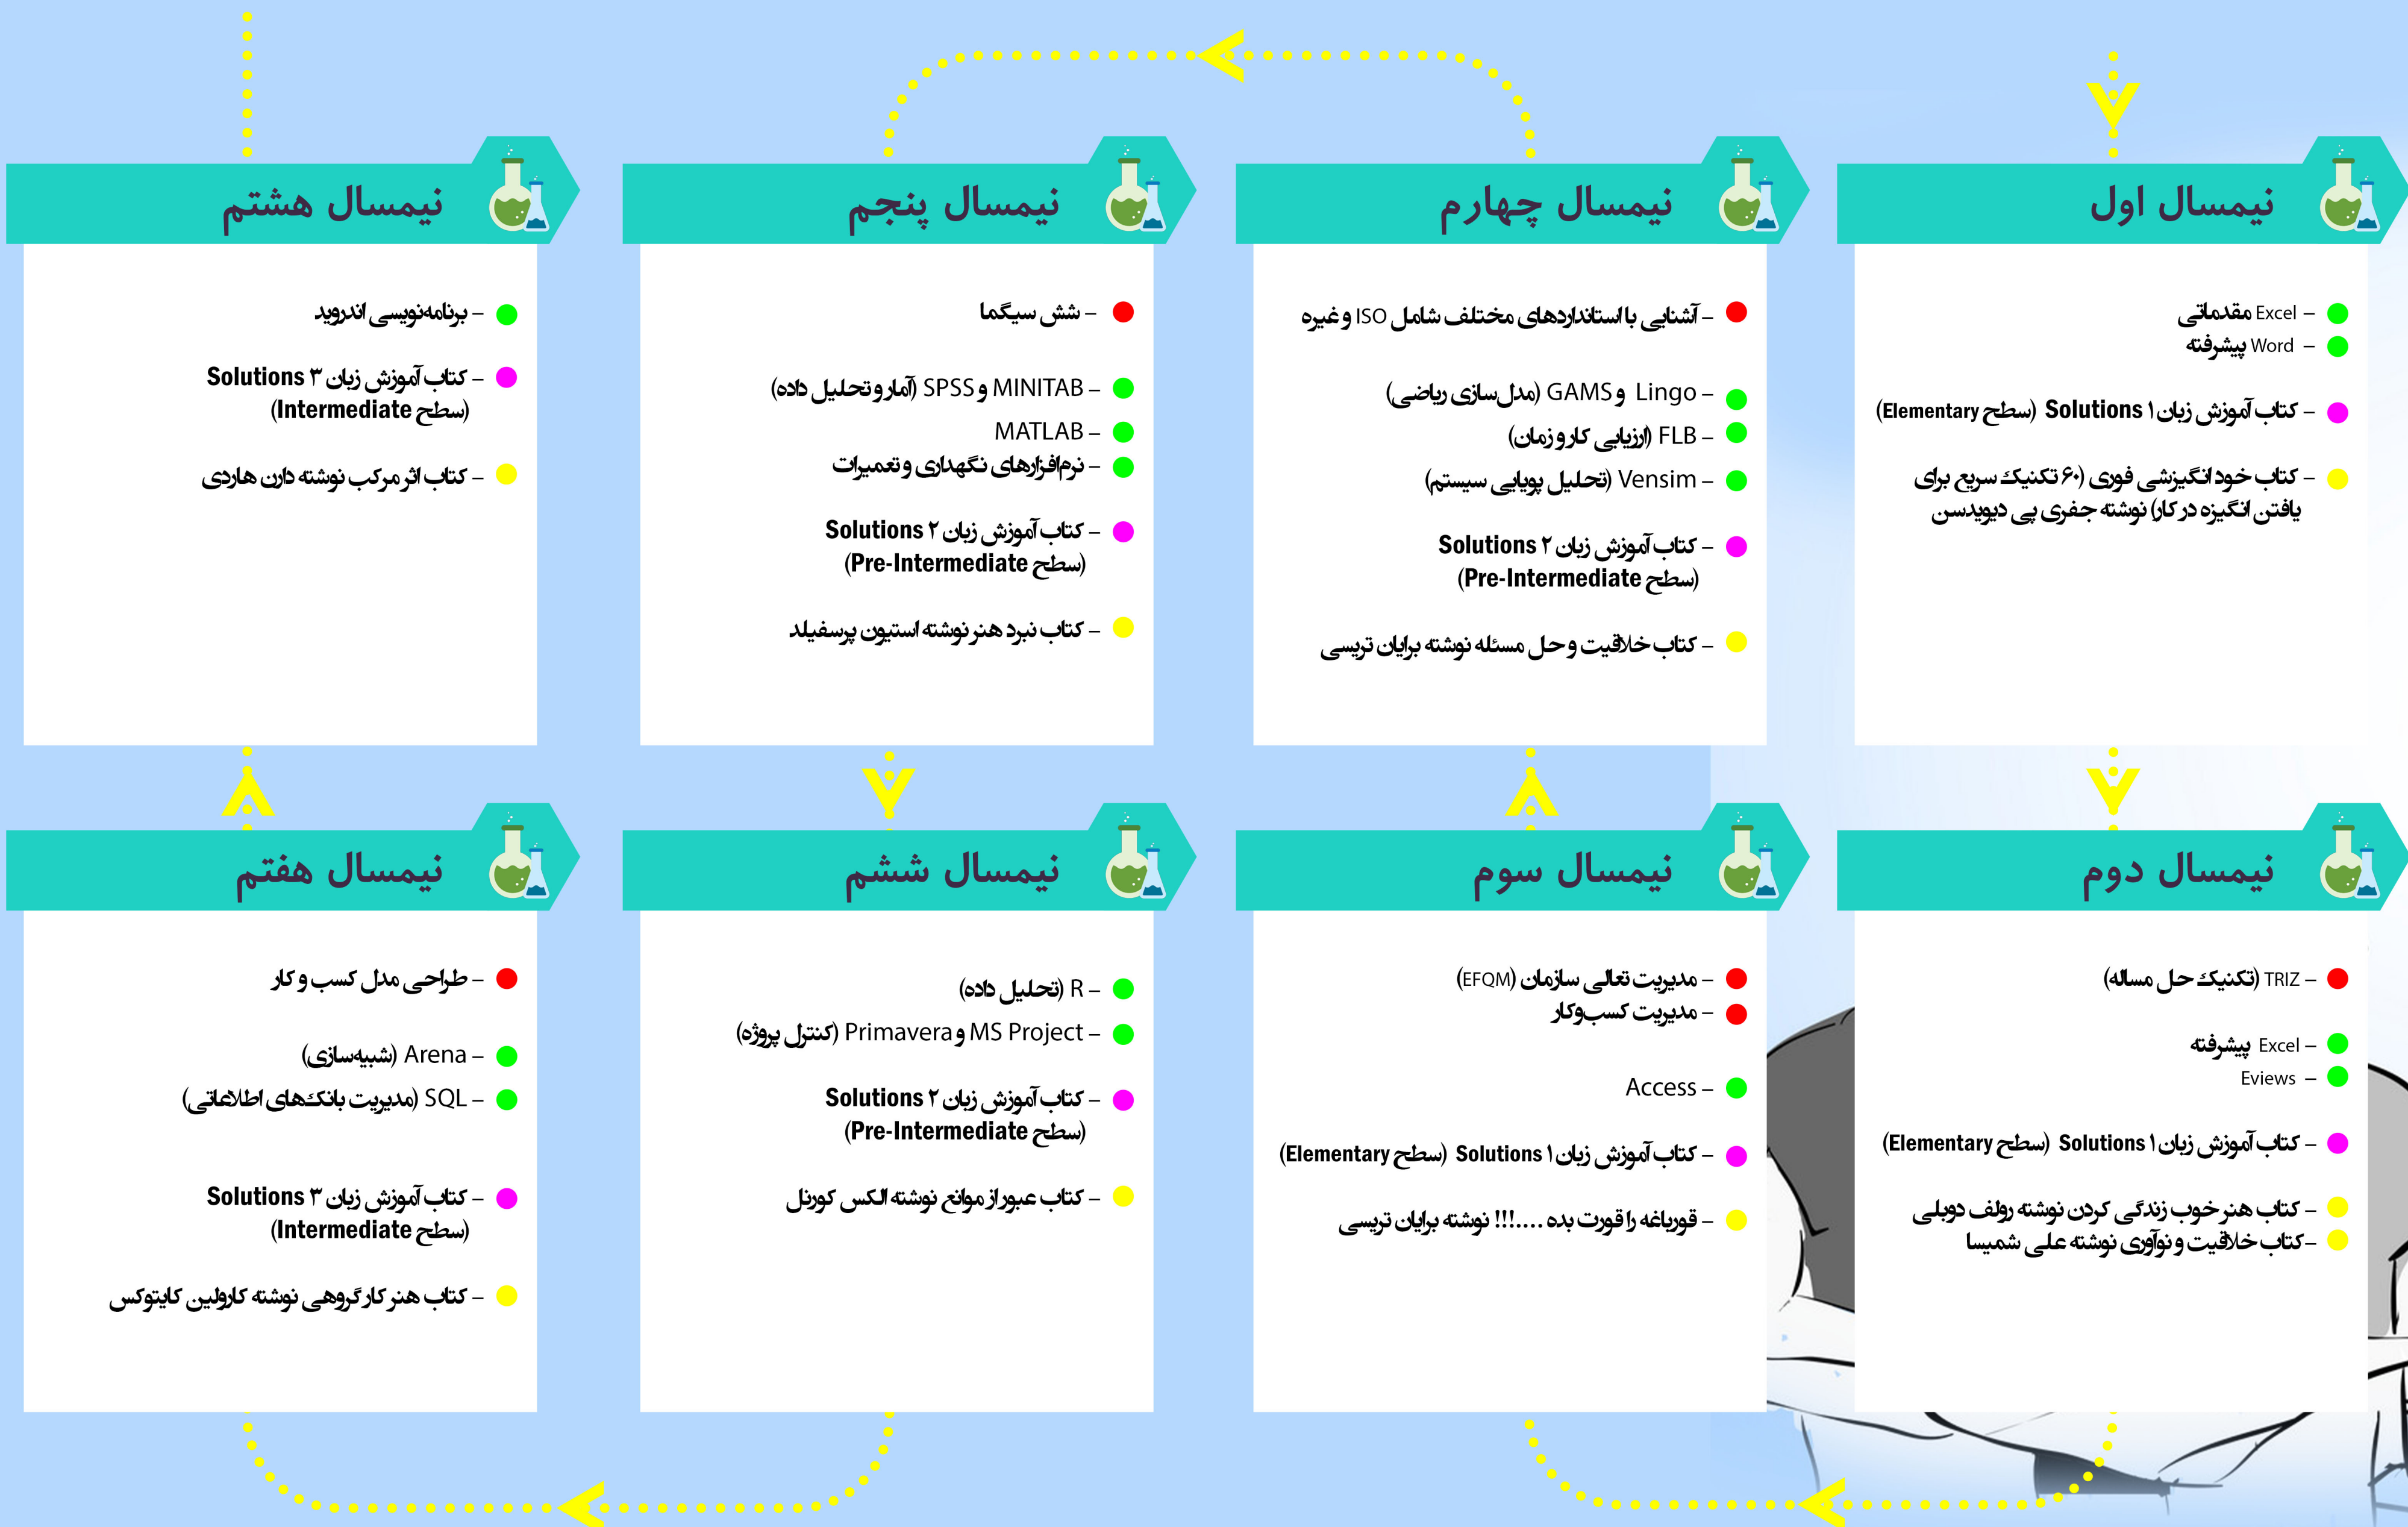 نیمسال اول
– Excel مقدماتی
– Word پیشرفته
– کتاب آموزش زبان Solutions ۱ (سطح Elementary)
– کتاب خود انگیزشی فوری (۶۰ تکنیک سریع برای
یافتن انگیزه در کار) نوشته جفری پی دیویدسن
نیمسال دوم
– TRIZ (تکنیک حل مساله)
– Excel پیشرفته
– Eviews
– کتاب آموزش زبان Solutions ۱ (سطح Elementary)
– کتاب هنر خوب زندگی کردن نوشته رولف دوبلی
– کتاب خلاقیت و نوآوری نوشته علی شمیسا
نیمسال سوم
– مدیریت تعالی سازمان (EFQM)
– مدیریت کسب‌وکار
– Access
– کتاب آموزش زبان Solutions ۱ (سطح Elementary)
– قورباغه را قورت بده ....!!! نوشته برایان تریسی
نیمسال چهارم
– آشنایی با استانداردهای مختلف شامل ISO و غیره
– Lingo و GAMS (مدل‌سازی ریاضی)
– FLB (ارزیابی کار و زمان)
– Vensim (تحلیل پویایی سیستم)
– کتاب آموزش زبان Solutions ۲
(سطح Pre-Intermediate)
– کتاب خلاقیت و حل مسئله نوشته برایان تریسی
نیمسال پنجم
– شش سیگما
– MINITAB و SPSS (آمار و تحلیل داده)
– MATLAB
– نرم‌افزارهای نگهداری و تعمیرات
– کتاب آموزش زبان Solutions ۲
(سطح Pre-Intermediate)
– کتاب نبرد هنر نوشته استیون پرسفیلد
نیمسال ششم
– R (تحلیل داده)
– MS Project و Primavera (کنترل پروژه)
– کتاب آموزش زبان Solutions ۲
(سطح Pre-Intermediate)
– کتاب عبور از موانع نوشته الکس کورنل
نیمسال هفتم
– طراحی مدل کسب و کار
– Arena (شبیه‌سازی)
– SQL (مدیریت بانک‌های اطلاعاتی)
– کتاب آموزش زبان Solutions ۳
(سطح Intermediate)
– کتاب هنر کار گروهی نوشته کارولین کایتوکس
نیمسال هشتم
– برنامه‌نویسی اندروید
– کتاب آموزش زبان Solutions ۳
(سطح Intermediate)
– کتاب اثر مرکب نوشته دارن هاردی